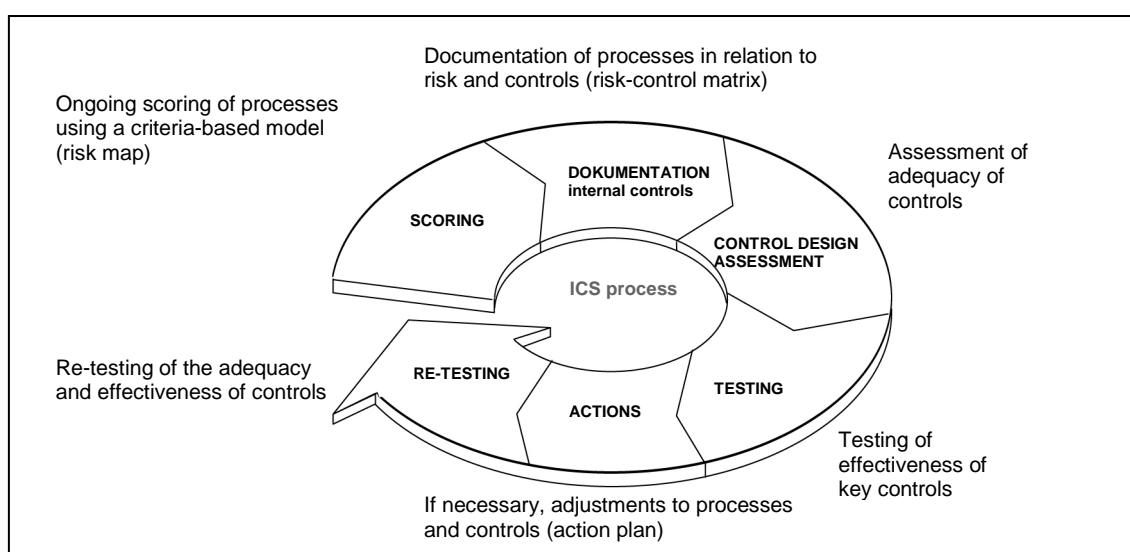 Documentation of processes in relation to
risk and controls (risk-control matrix)
Ongoing scoring of processes
using a criteria-based model
(risk map)
Assessment of
adequacy of
controls
DOKUMENTATION
internal controls
SCORING
CONTROL DESIGN
ASSESSMENT
ICS process
Re-testing of the adequacy
and effectiveness of controls
RE-TESTING
ACTIONS
TESTING
Testing of
effectiveness of
key controls
If necessary, adjustments to processes
and controls (action plan)